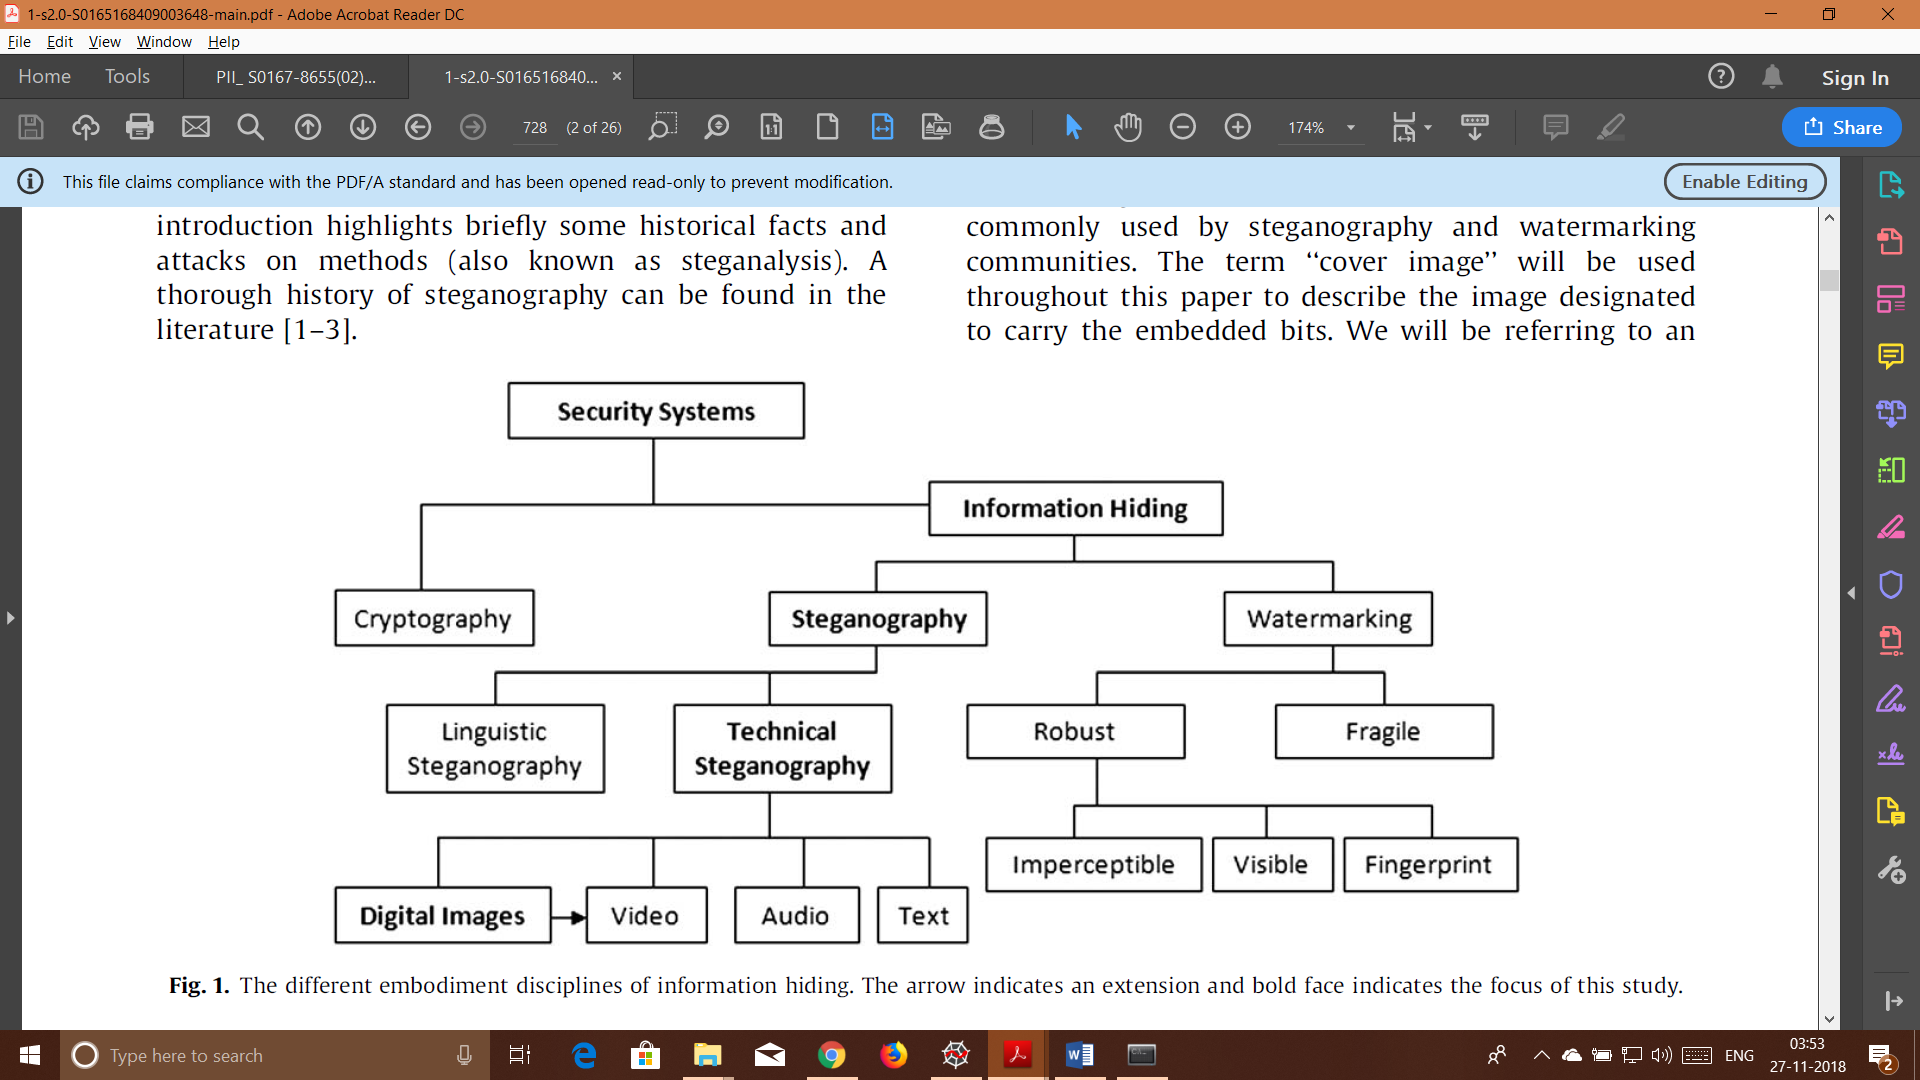 1-s2.0-S0165168409003648-main.pdf - Adobe Acrobat Reader DC
File Edit View Window Help
Home Tools PII_ S0167-8655(02)... 1-s2.0-S016516840... × Sign In
728 (2 of 26) 174% Share
This file claims compliance with the PDF/A standard and has been opened read-only to prevent modification. Enable Editing
introduction highlights briefly some historical facts and
attacks on methods (also known as steganalysis). A
thorough history of steganography can be found in the
literature [1–3].
commonly used by steganography and watermarking
communities. The term “cover image” will be used
throughout this paper to describe the image designated
to carry the embedded bits. We will be referring to an
Security Systems
Information Hiding
Cryptography Steganography Watermarking
Linguistic
Steganography
Technical
Steganography
Robust Fragile
Imperceptible Visible Fingerprint
Digital Images Video Audio Text
Fig. 1. The different embodiment disciplines of information hiding. The arrow indicates an extension and bold face indicates the focus of this study.
Type here to search
ENG
03:53
27-11-2018
2